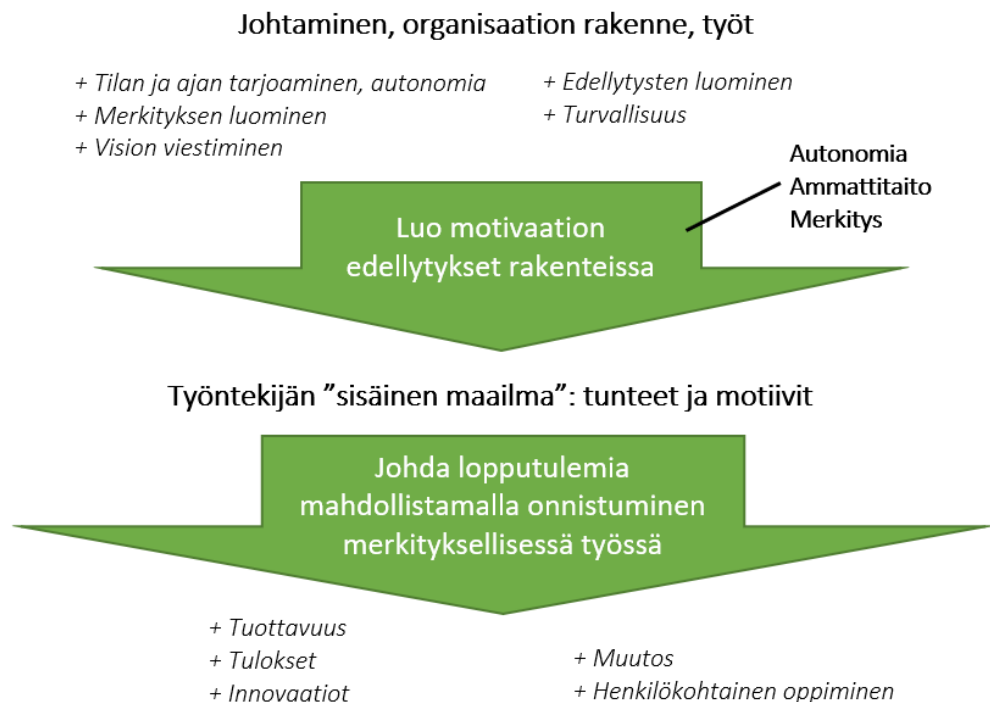 Johtaminen, organisaation rakenne, työt
+ Tilan ja ajan tarjoaminen, autonomia
+ Merkityksen luominen
+ Vision viestiminen
+ Edellytysten luominen
+ Turvallisuus
Autonomia
Ammattitaito
Merkitys
Luo motivaation
edellytykset rakenteissa
Työntekijän ”sisäinen maailma”: tunteet ja motiivit
Johda lopputulemia
mahdollistamalla onnistuminen
merkityksellisessä työssä
+ Tuottavuus
+ Tulokset
+ Innovaatiot
+ Muutos
+ Henkilökohtainen oppiminen